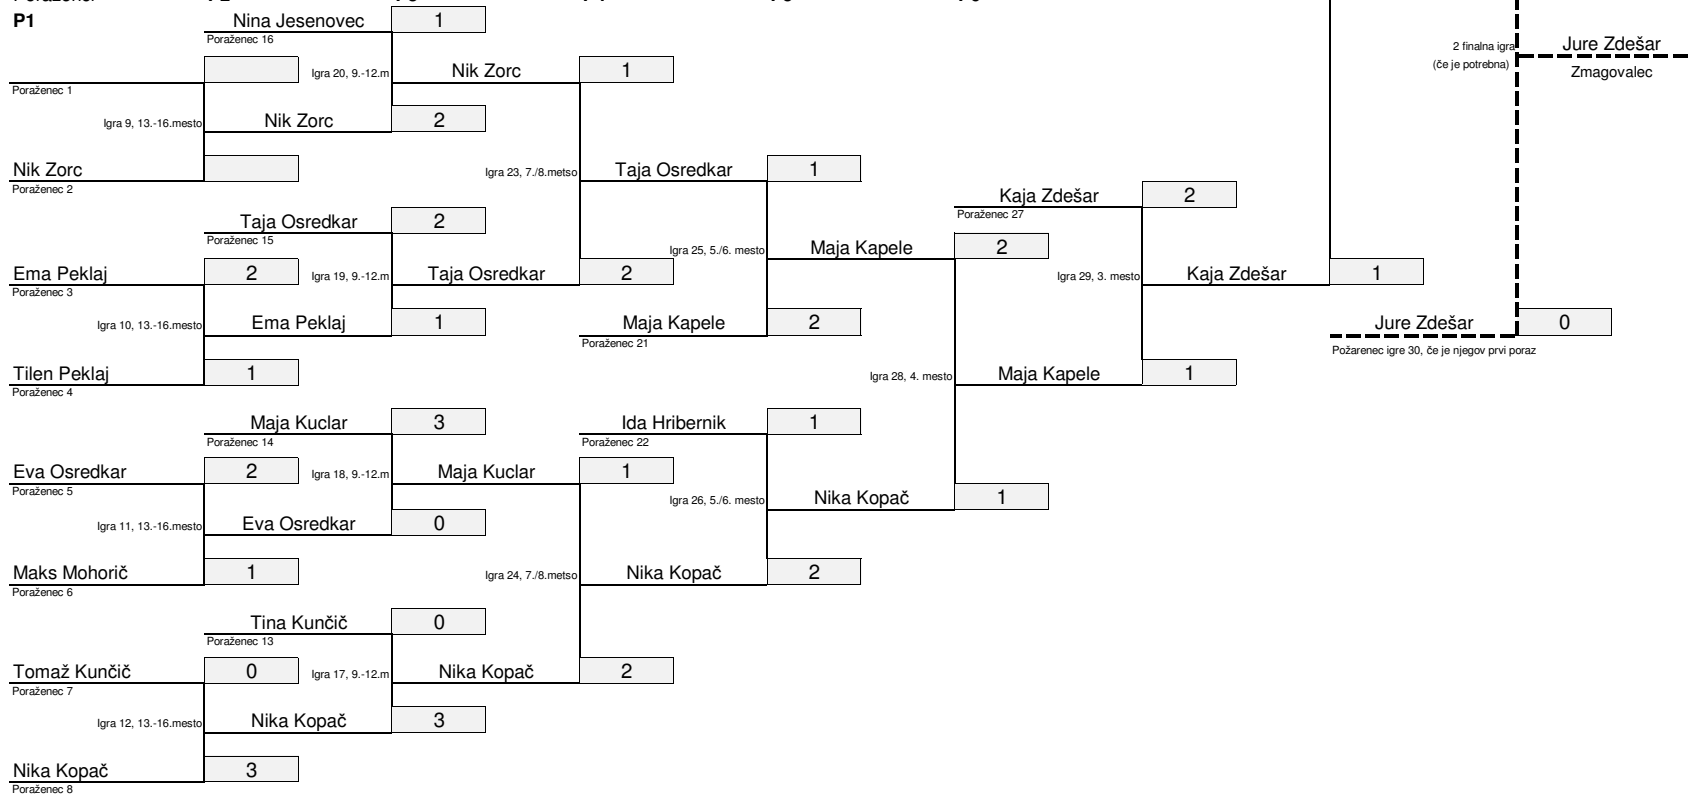 P1
Nina Jesenovec 1
Poraženec 16
2 finalna igra
Jure Zdešar
(če je potrebna)
Zmagovalec
Igra 20, 9.-12.m
Nik Zorc 1
Poraženec 1
Igra 9, 13.-16.mesto
Nik Zorc 2
Nik Zorc
Poraženec 2
Igra 23, 7./8.metso
Taja Osredkar 1
Kaja Zdešar 2
Poraženec 27
Taja Osredkar 2
Poraženec 15
Igra 25, 5./6. mesto
Maja Kapele 2
Ema Peklaj 2
Poraženec 3
Igra 19, 9.-12.m
Taja Osredkar 2
Igra 29, 3. mesto
Kaja Zdešar 1
Igra 10, 13.-16.mesto
Ema Peklaj 1
Maja Kapele 2
Poraženec 21
Jure Zdešar 0
Požarenec igre 30, če je njegov prvi poraz
Tilen Peklaj 1
Poraženec 4
Igra 28, 4. mesto
Maja Kapele 1
Maja Kuclar 3
Poraženec 14
Ida Hribernik 1
Poraženec 22
Eva Osredkar 2
Poraženec 5
Igra 18, 9.-12.m
Maja Kuclar 1
Igra 26, 5./6. mesto
Nika Kopač 1
Igra 11, 13.-16.mesto
Eva Osredkar 0
Maks Mohorič 1
Poraženec 6
Igra 24, 7./8.metso
Nika Kopač 2
Tina Kunčič 0
Poraženec 13
Tomaž Kunčič 0
Poraženec 7
Igra 17, 9.-12.m
Nika Kopač 2
Igra 12, 13.-16.mesto
Nika Kopač 3
Nika Kopač 3
Poraženec 8